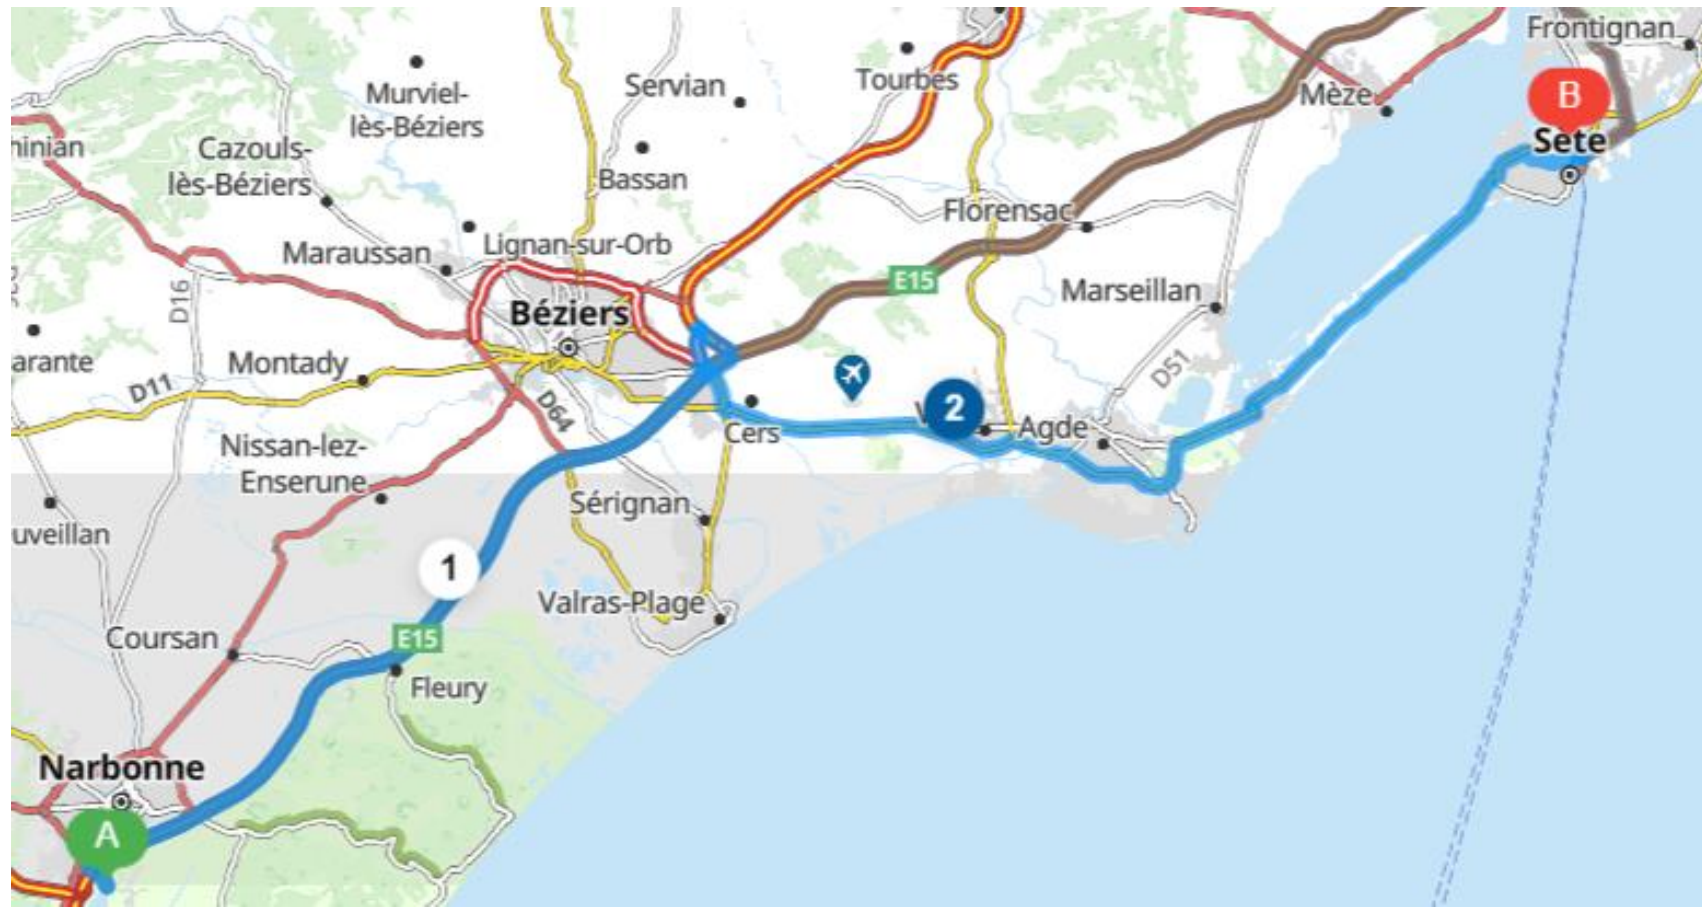 Frontignan
Tourbes
Servian
Murviel-
lès-Béziers
Mèze
B
Sète
Cazouls-
lès-Béziers
Bassan
Florensac
Lignan-sur-Orb
Maraussan
E15
Marseillan
D16
Béziers
Montady
D11
D51
D64
2
Agde
Cers
Nissan-lez-
Enserune
Sérignan
uveillan
1
Valras-Plage
Coursan
E15
Fleury
Narbonne
A
arante